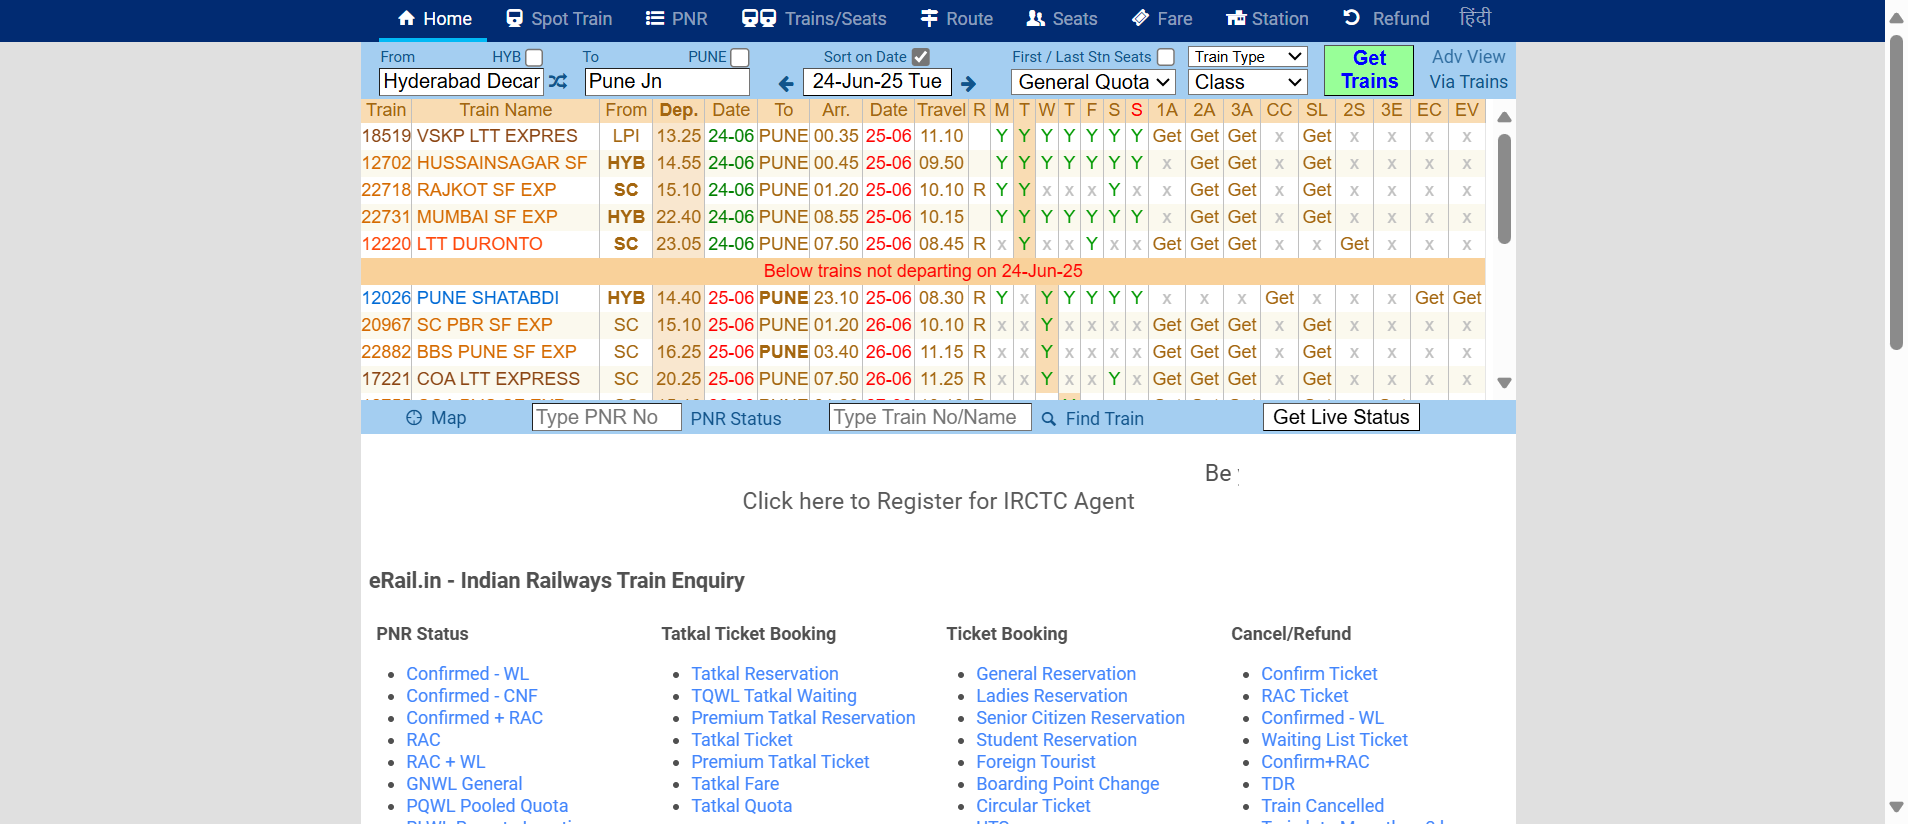 Home Spot Train PNR Trains/Seats Route Seats Fare Station Refund हिंदी
From HYB To PUNE Sort on Date First / Last Stn Seats Train Type Get Trains Adv View
Hyderabad Decan Pune Jn 24-Jun-25 Tue General Quota Class Via Trains
Train Train Name From Dep. Date To Arr. Date Travel R M T W T F S S 1A 2A 3A CC SL 2S 3E EC EV
18519 VSKP LTT EXPRES LPI 13.25 24-06 PUNE 00.35 25-06 11.10 Y Y Y Y Y Y Y Get Get Get x Get x x x x
12702 HUSSAINSAGAR SF HYB 14.55 24-06 PUNE 00.45 25-06 09.50 Y Y Y Y Y Y Y x Get Get x Get x x x x
22718 RAJKOT SF EXP SC 15.10 24-06 PUNE 01.20 25-06 10.10 R Y Y x x x Y x x Get Get x Get x x x x
22731 MUMBAI SF EXP HYB 22.40 24-06 PUNE 08.55 25-06 10.15 Y Y Y Y Y Y Y x Get Get x Get x x x x
12220 LTT DURONTO SC 23.05 24-06 PUNE 07.50 25-06 08.45 R x Y x x Y x x Get Get Get x x Get x x x
Below trains not departing on 24-Jun-25
12026 PUNE SHATABDI HYB 14.40 25-06 PUNE 23.10 25-06 08.30 R Y x Y Y Y Y Y x x x Get x x x Get Get
20967 SC PBR SF EXP SC 15.10 25-06 PUNE 01.20 26-06 10.10 R x x Y x x x x Get Get Get x Get x x x x
22882 BBS PUNE SF EXP SC 16.25 25-06 PUNE 03.40 26-06 11.15 R x x Y x x x x Get Get Get x Get x x x x
17221 COA LTT EXPRESS SC 20.25 25-06 PUNE 07.50 26-06 11.25 R x x Y x x Y x Get Get Get x Get x x x x
Map Type PNR No PNR Status Type Train No/Name Find Train Get Live Status
Be
Click here to Register for IRCTC Agent
eRail.in - Indian Railways Train Enquiry
PNR Status
Confirmed - WL
Confirmed - CNF
Confirmed + RAC
RAC
RAC + WL
GNWL General
PQWL Pooled Quota
Tatkal Ticket Booking
Tatkal Reservation
TQWL Tatkal Waiting
Premium Tatkal Reservation
Tatkal Ticket
Premium Tatkal Ticket
Tatkal Fare
Tatkal Quota
Ticket Booking
General Reservation
Ladies Reservation
Senior Citizen Reservation
Student Reservation
Foreign Tourist
Boarding Point Change
Circular Ticket
Cancel/Refund
Confirm Ticket
RAC Ticket
Confirmed - WL
Waiting List Ticket
Confirm+RAC
TDR
Train Cancelled